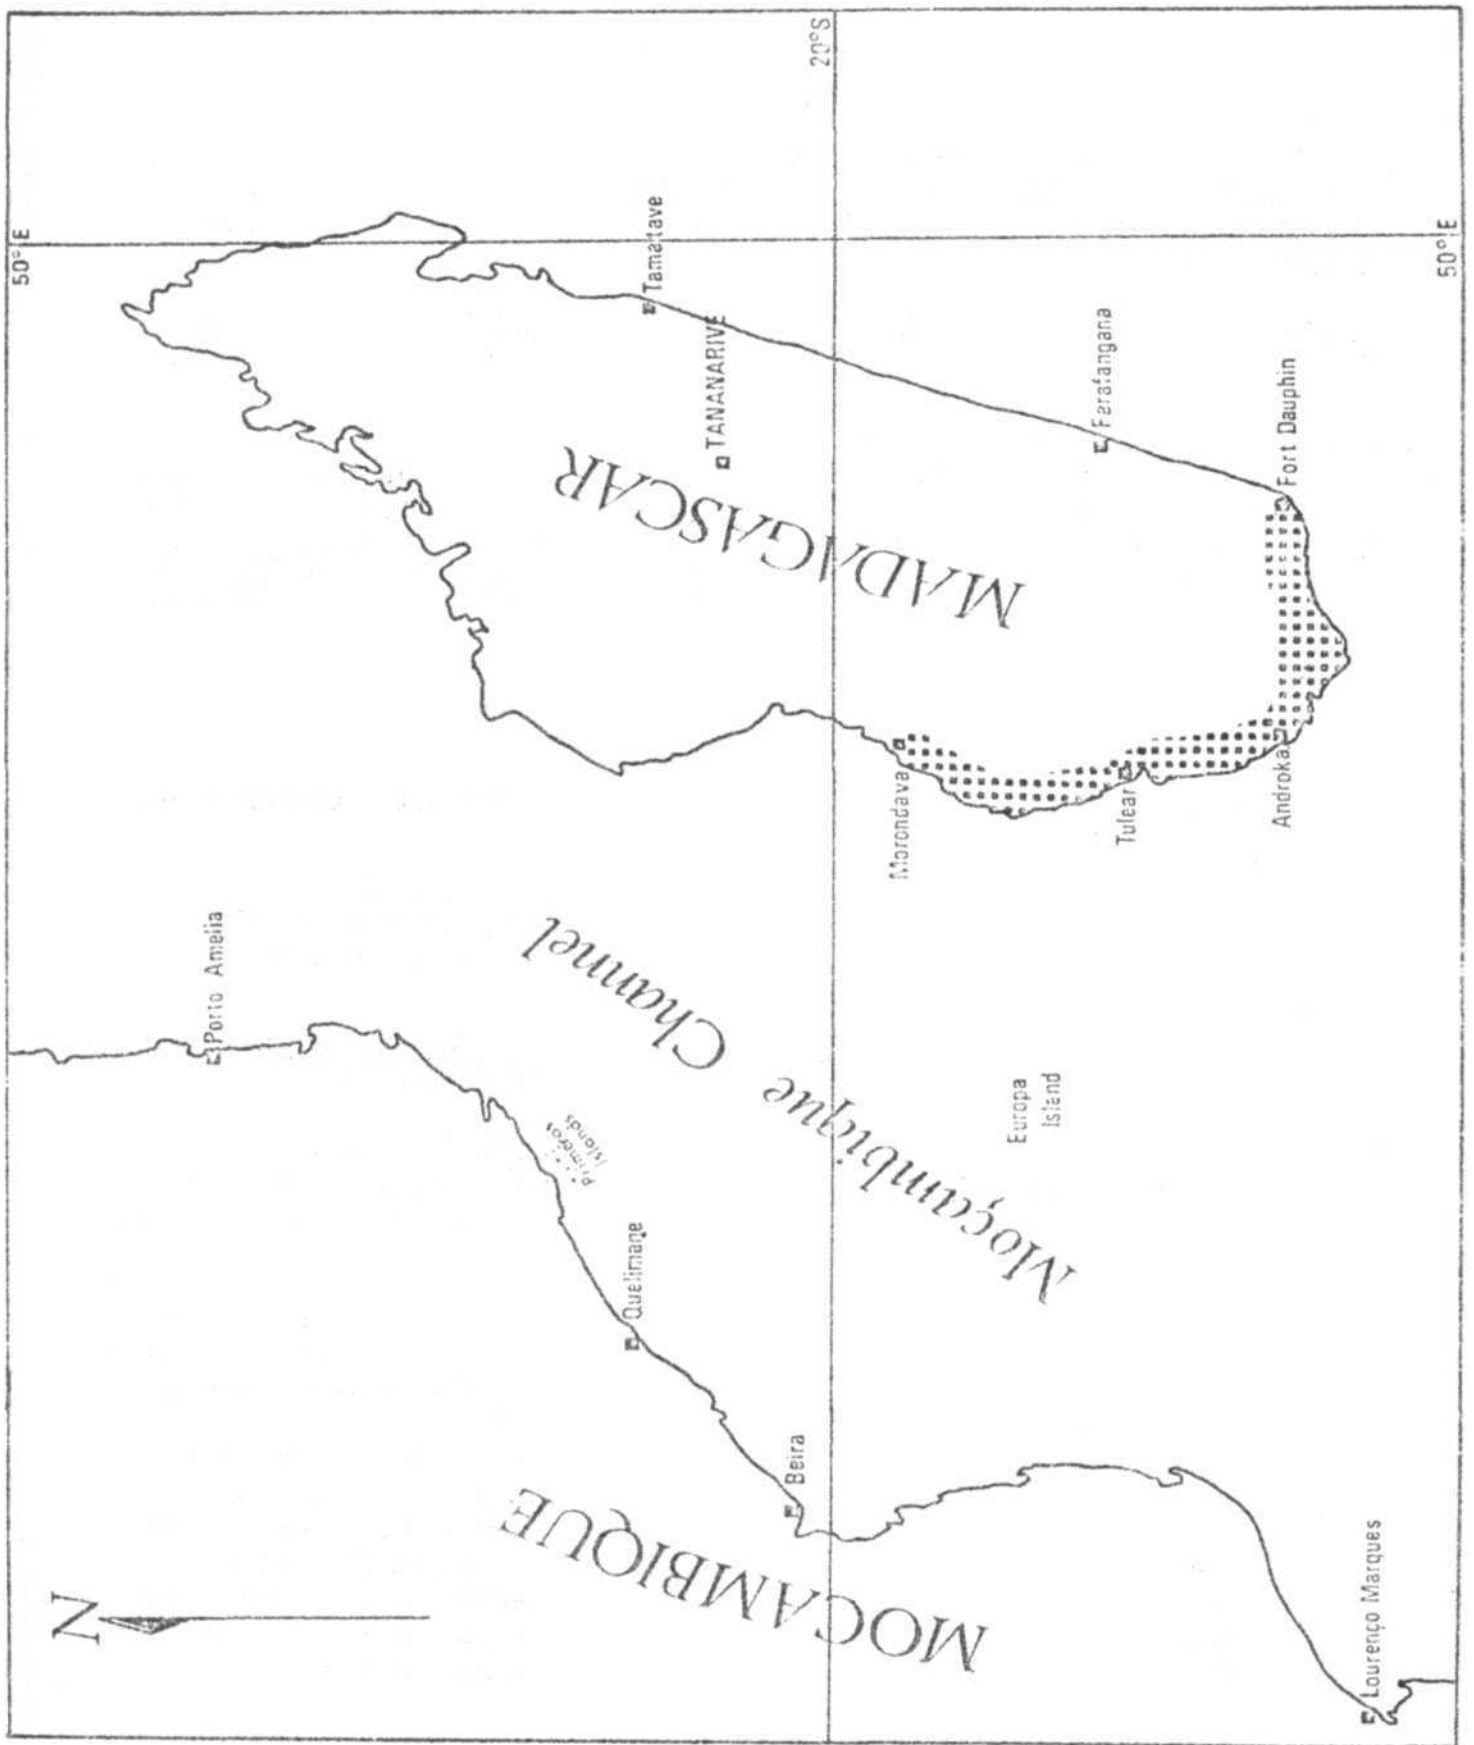 N
50°E
20°S
50°E
MOÇAMBIQUE
Moçambique Channel
MADAGASCAR
Porto Amelia
Primeras
Islands
Quelimane
Beira
Lourenço Marques
Europa
Island
Tamatave
TANANARIVE
Farafangana
Fort Dauphin
Morondava
Tulear
Androka